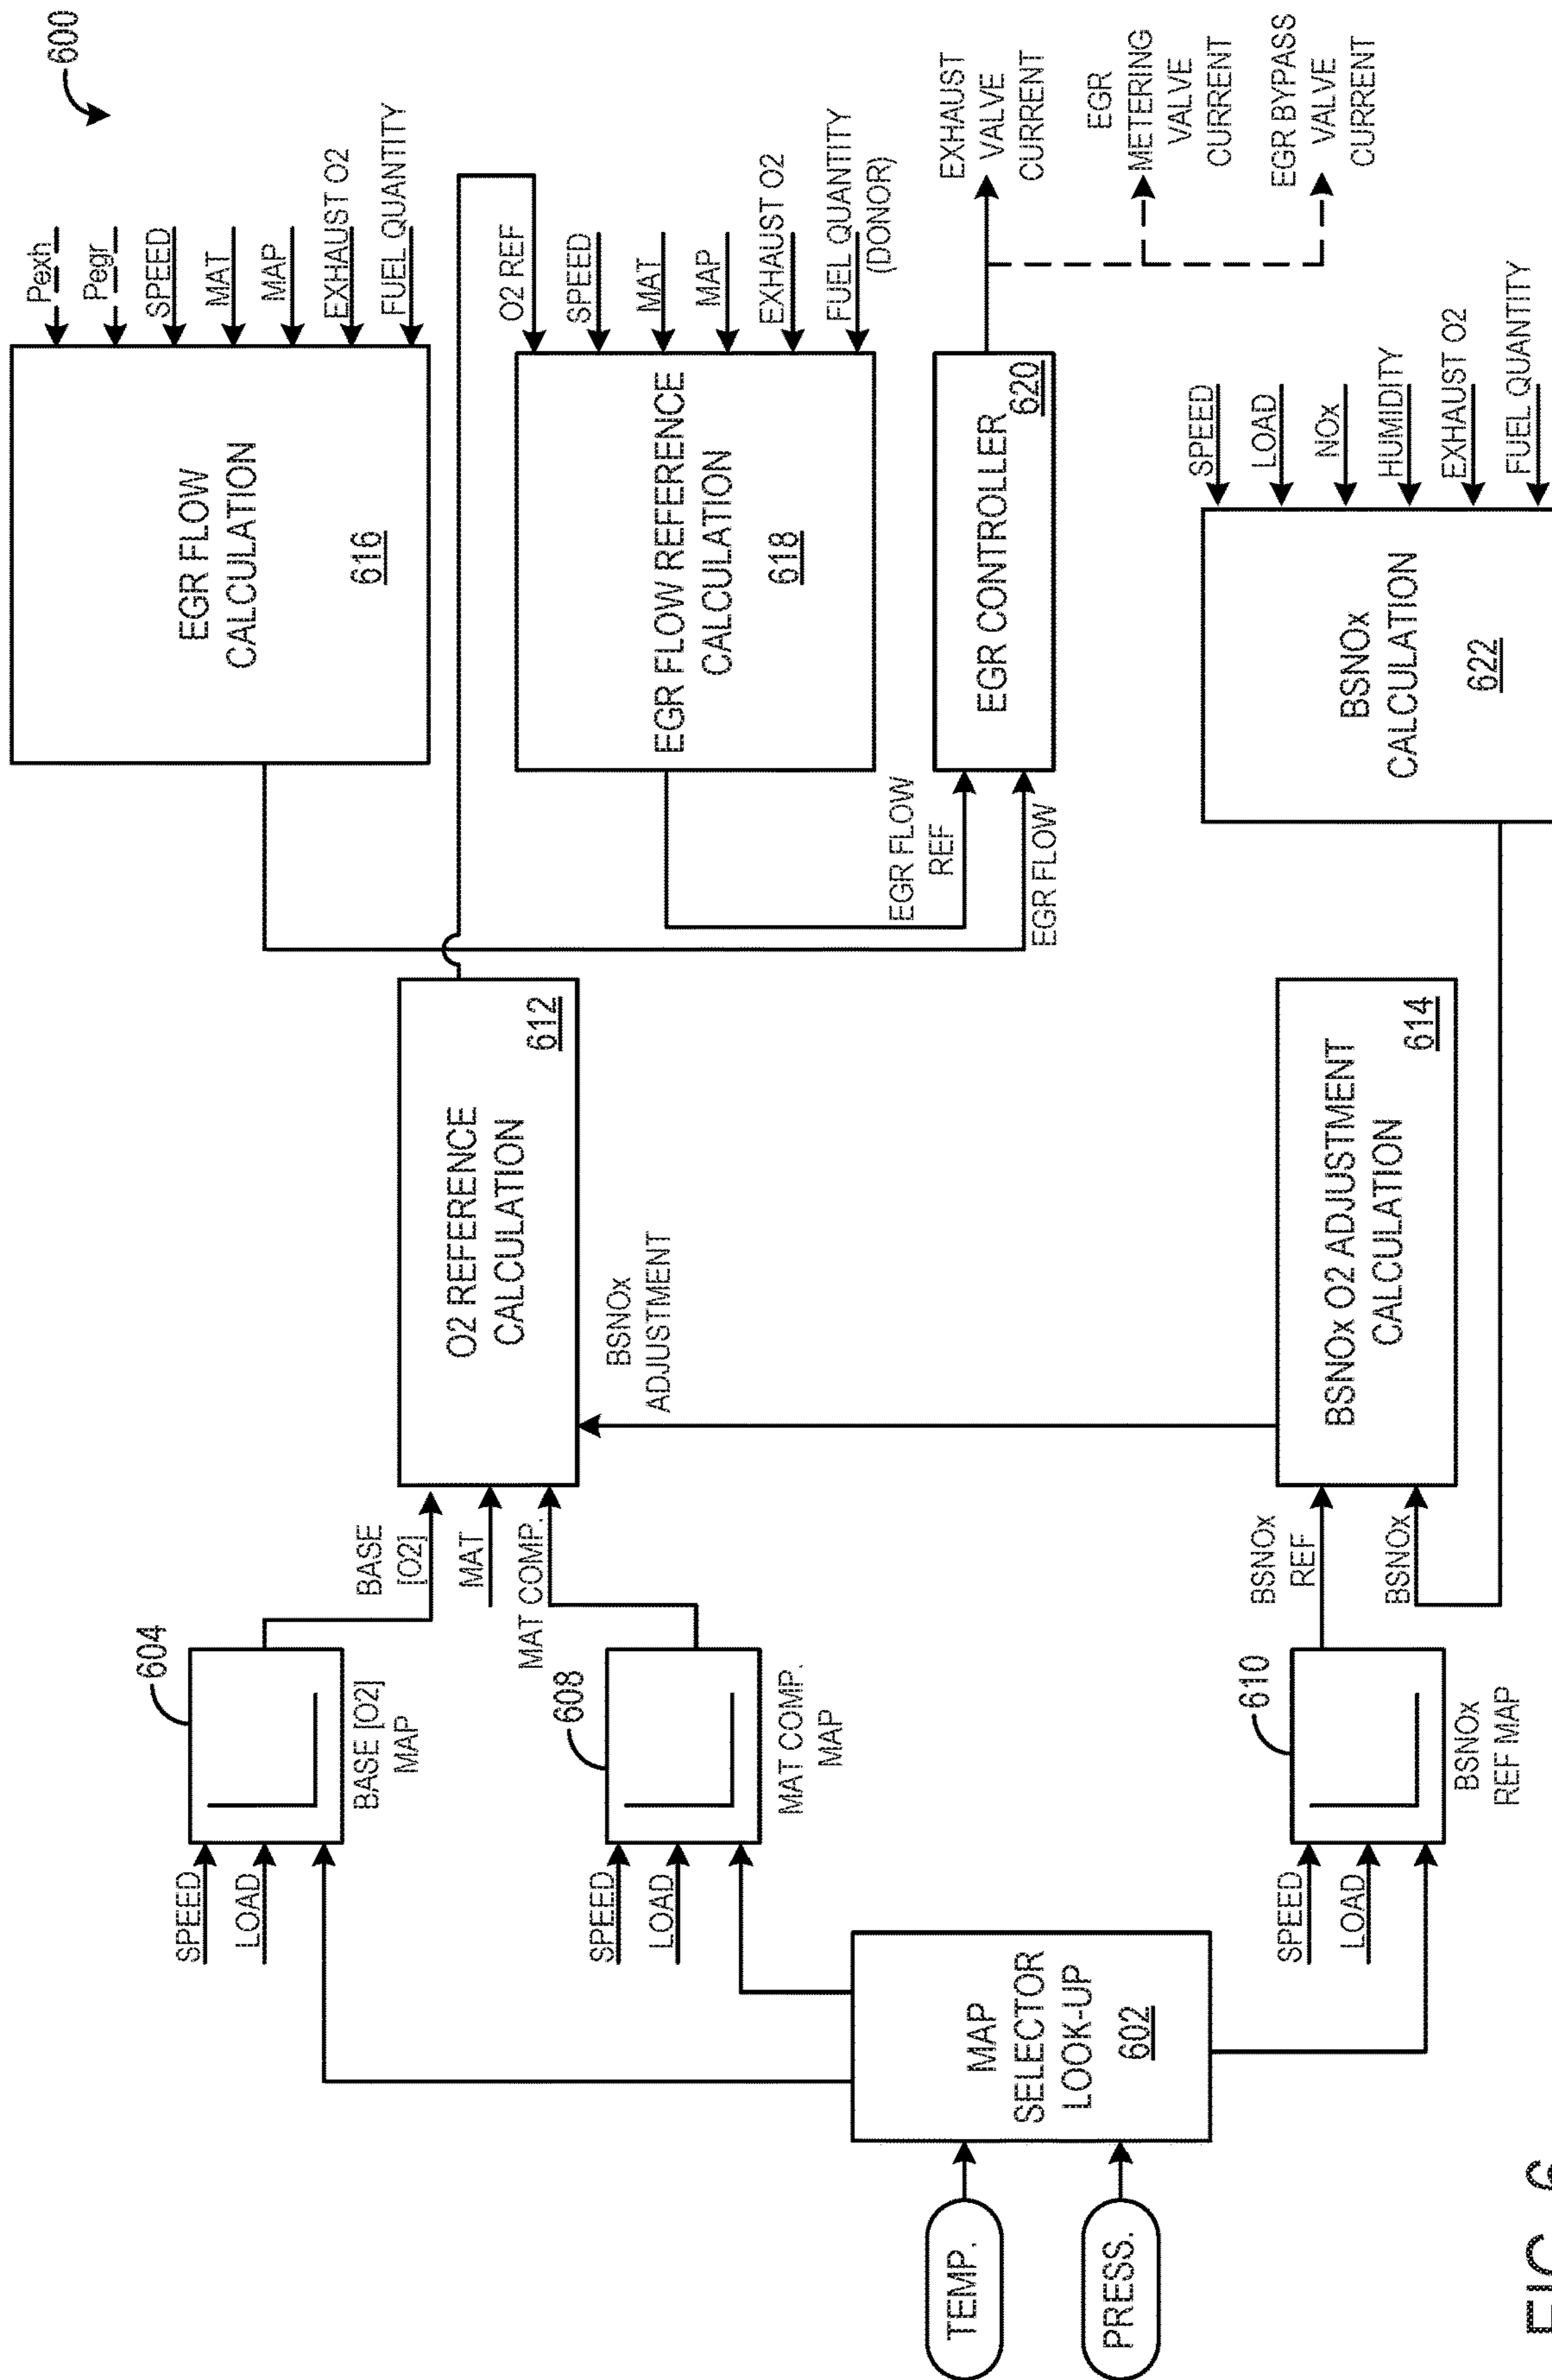 600
TEMP.
PRESS.
MAP
SELECTOR
LOOK-UP
602
SPEED
LOAD
604
BASE [O2]
MAP
SPEED
LOAD
608
MAT COMP.
MAP
SPEED
LOAD
610
BSNOx
REF MAP
BASE
[O2]
MAT
MAT COMP.
O2 REFERENCE
CALCULATION
612
BSNOx
ADJUSTMENT
BSNOx
REF
BSNOx
BSNOx O2 ADJUSTMENT
CALCULATION
614
EGR FLOW
CALCULATION
616
Pexh
Pegr
SPEED
MAT
MAP
EXHAUST O2
FUEL QUANTITY
EGR FLOW REFERENCE
CALCULATION
618
O2 REF
SPEED
MAT
MAP
EXHAUST O2
FUEL QUANTITY
(DONOR)
EGR FLOW
REF
EGR FLOW
EGR CONTROLLER
620
EXHAUST
VALVE
CURRENT
EGR
METERING
VALVE
CURRENT
EGR BYPASS
VALVE
CURRENT
BSNOx
CALCULATION
622
SPEED
LOAD
NOx
HUMIDITY
EXHAUST O2
FUEL QUANTITY
FIG. 6